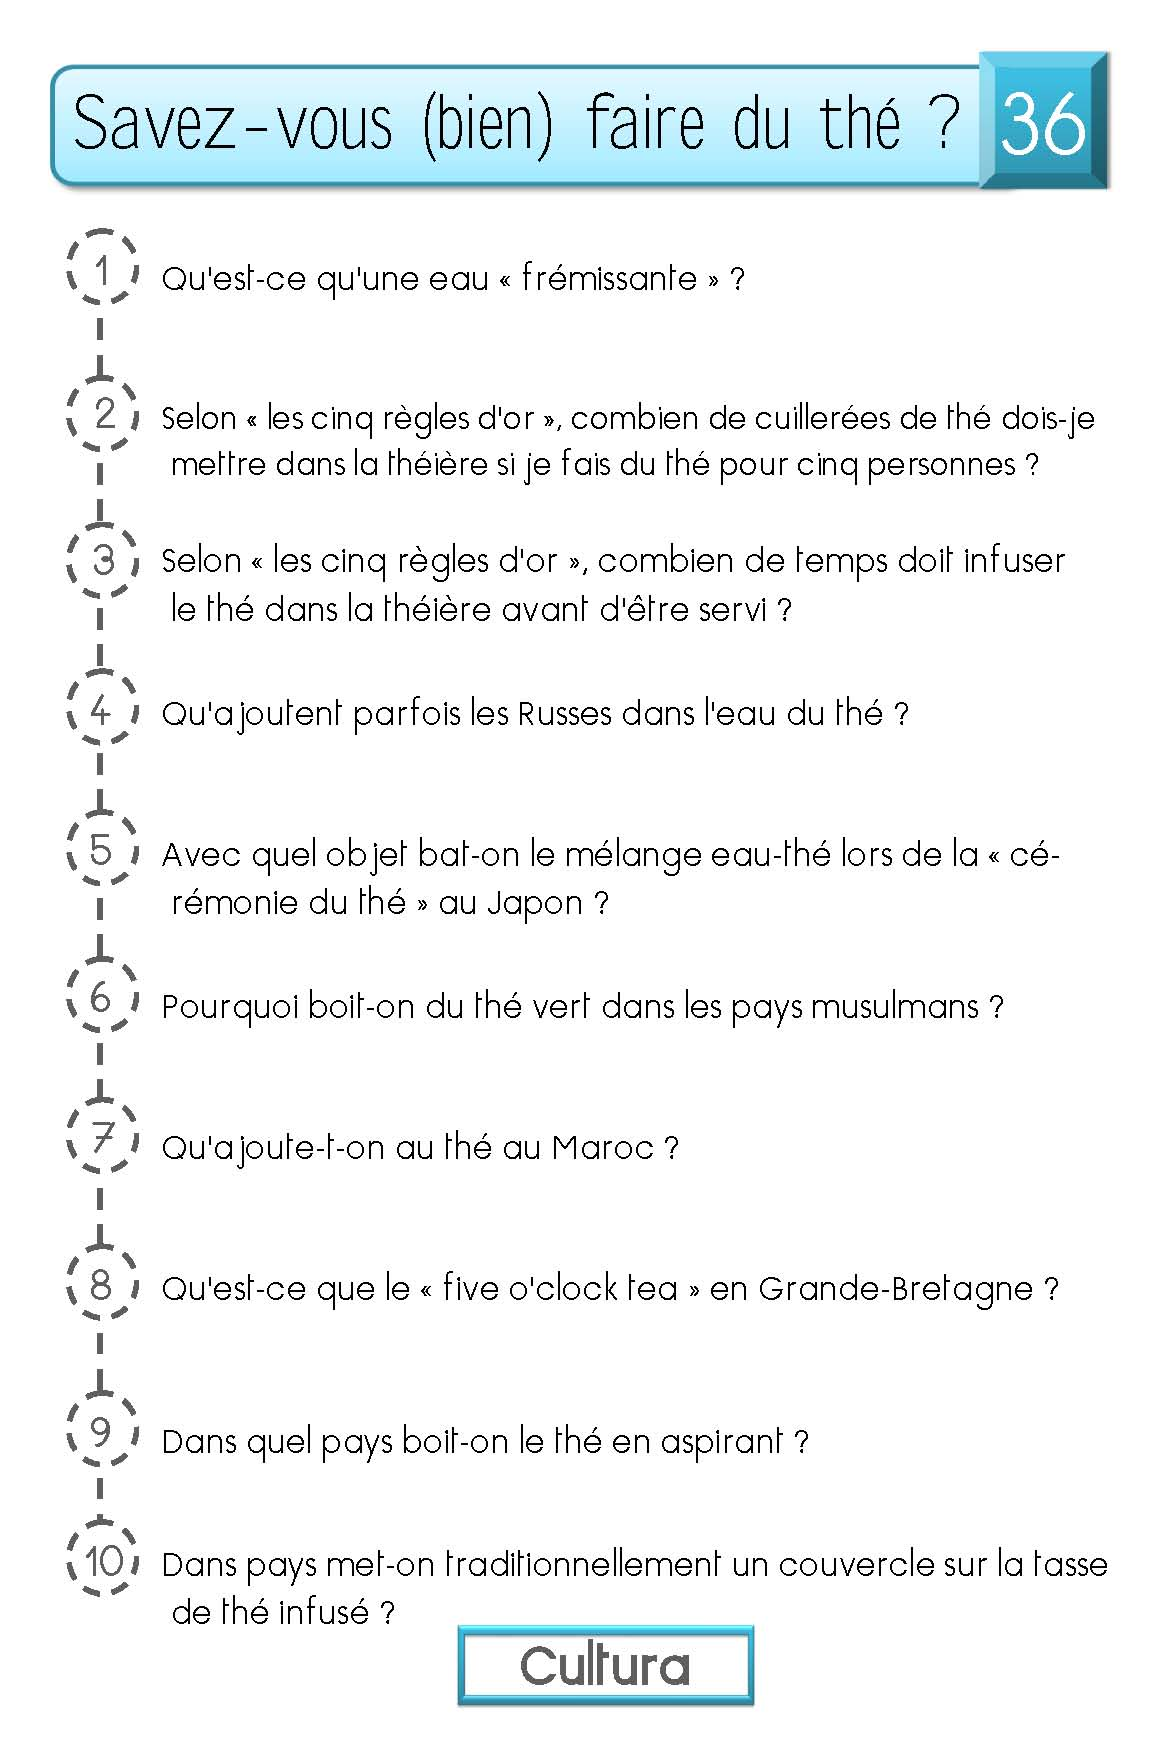 Savez-vous (bien) faire du thé ? 36
1 Qu'est-ce qu'une eau « frémissante » ?
2 Selon « les cinq règles d'or », combien de cuillerées de thé dois-je
mettre dans la théière si je fais du thé pour cinq personnes ?
3 Selon « les cinq règles d'or », combien de temps doit infuser
le thé dans la théière avant d'être servi ?
4 Qu'ajoutent parfois les Russes dans l'eau du thé ?
5 Avec quel objet bat-on le mélange eau-thé lors de la « cé-
rémonie du thé » au Japon ?
6 Pourquoi boit-on du thé vert dans les pays musulmans ?
7 Qu'ajoute-t-on au thé au Maroc ?
8 Qu'est-ce que le « five o'clock tea » en Grande-Bretagne ?
9 Dans quel pays boit-on le thé en aspirant ?
10 Dans pays met-on traditionnellement un couvercle sur la tasse
de thé infusé ?
Cultura